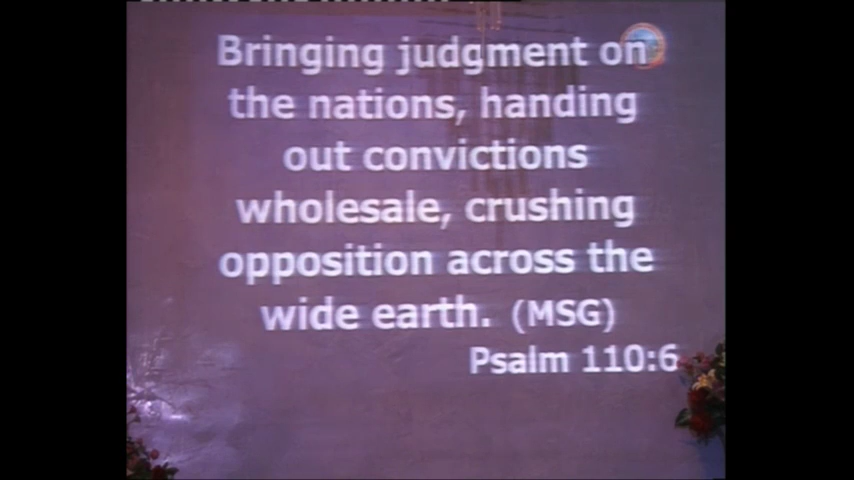 Bringing judgment on
the nations, handing
out convictions
wholesale, crushing
opposition across the
wide earth. (MSG)
Psalm 110:6